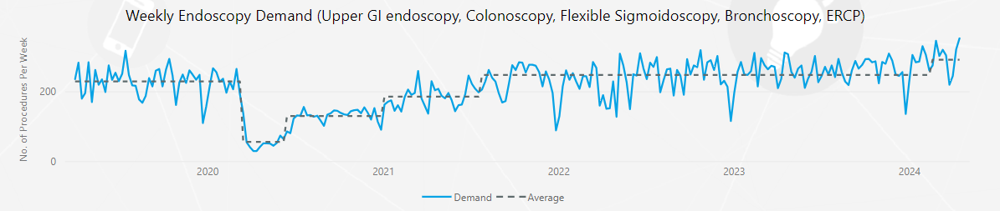 Weekly Endoscopy Demand (Upper GI endoscopy, Colonoscopy, Flexible Sigmoidoscopy, Bronchoscopy, ERCP)
No. of Procedures Per Week
200
0
2020 2021 2022 2023 2024
Demand Average